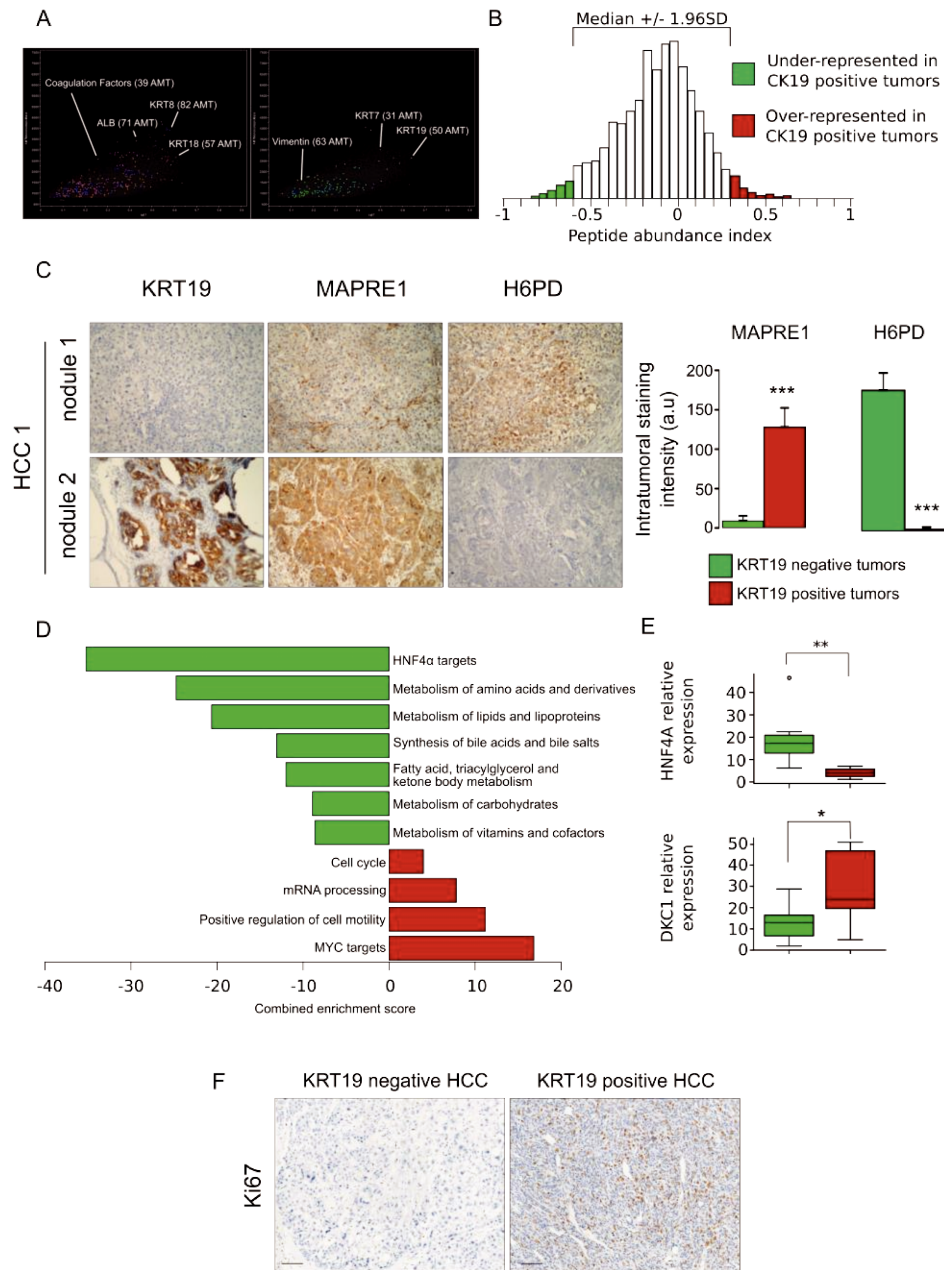 A
Coagulation Factors (39 AMT)
KRT8 (82 AMT)
ALB (71 AMT)
KRT18 (57 AMT)
KRT7 (31 AMT)
KRT19 (50 AMT)
Vimentin (63 AMT)
B
Median +/- 1.96SD
Under-represented in
CK19 positive tumors
Over-represented in
CK19 positive tumors
-1 -0.5 0 0.5 1
Peptide abundance index
C
KRT19 MAPRE1 H6PD
HCC 1
nodule 1
nodule 2
MAPRE1 H6PD
Intratumoral staining
intensity (a.u)
200
150
100
50
0
***
***
KRT19 negative tumors
KRT19 positive tumors
D
HNF4α targets
Metabolism of amino acids and derivatives
Metabolism of lipids and lipoproteins
Synthesis of bile acids and bile salts
Fatty acid, triacylglycerol and
ketone body metabolism
Metabolism of carbohydrates
Metabolism of vitamins and cofactors
Cell cycle
mRNA processing
Positive regulation of cell motility
MYC targets
-40 -30 -20 -10 0 10 20
Combined enrichment score
E
HNF4A relative
expression
40
30
20
10
0
**
DKC1 relative
expression
50
40
30
20
10
0
*
F
KRT19 negative HCC KRT19 positive HCC
Ki67